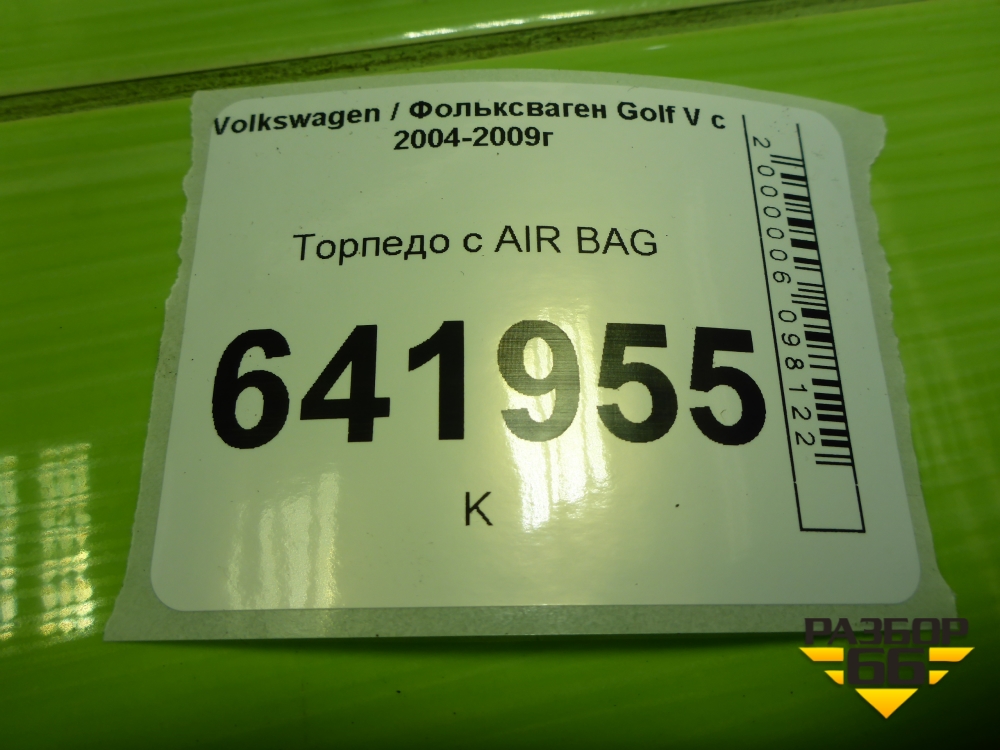 Volkswagen / Фольксваген Golf V с
2004-2009г
Торпедо с AIR BAG
641955
К
2000006098122
РАЗБОР
66